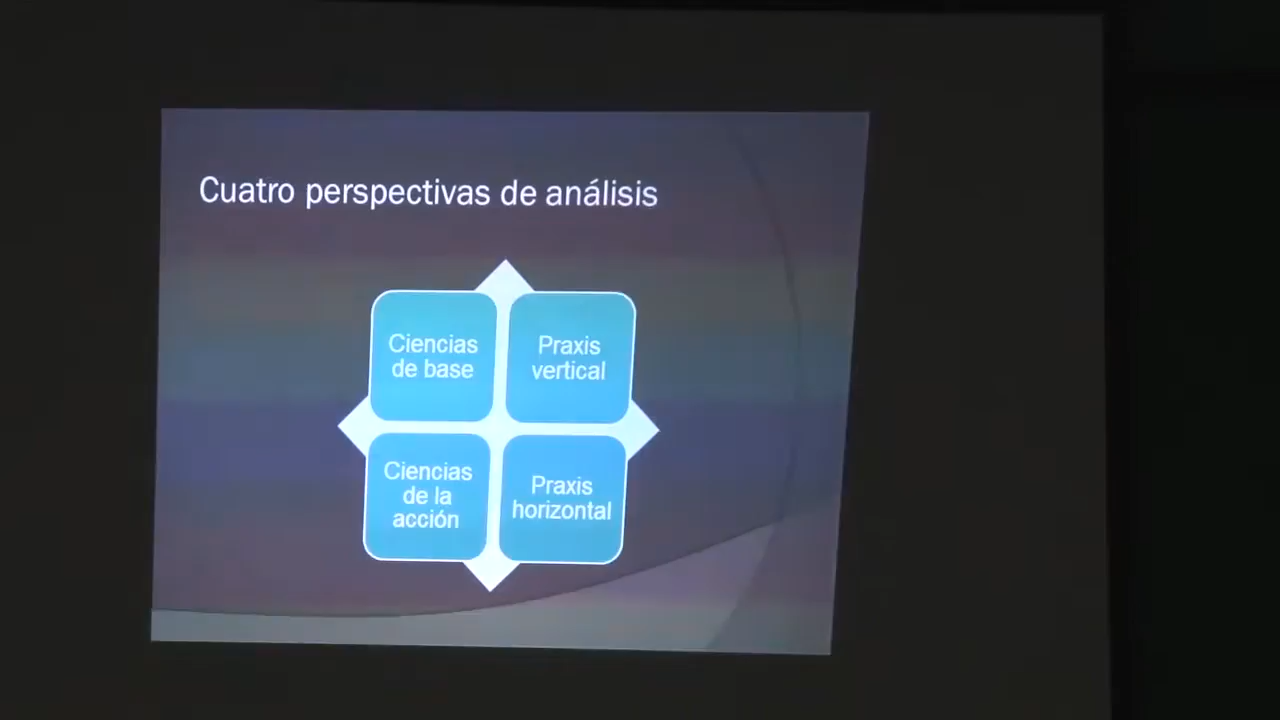 Cuatro perspectivas de análisis
Ciencias
de base
Praxis
vertical
Ciencias
de la
acción
Praxis
horizontal